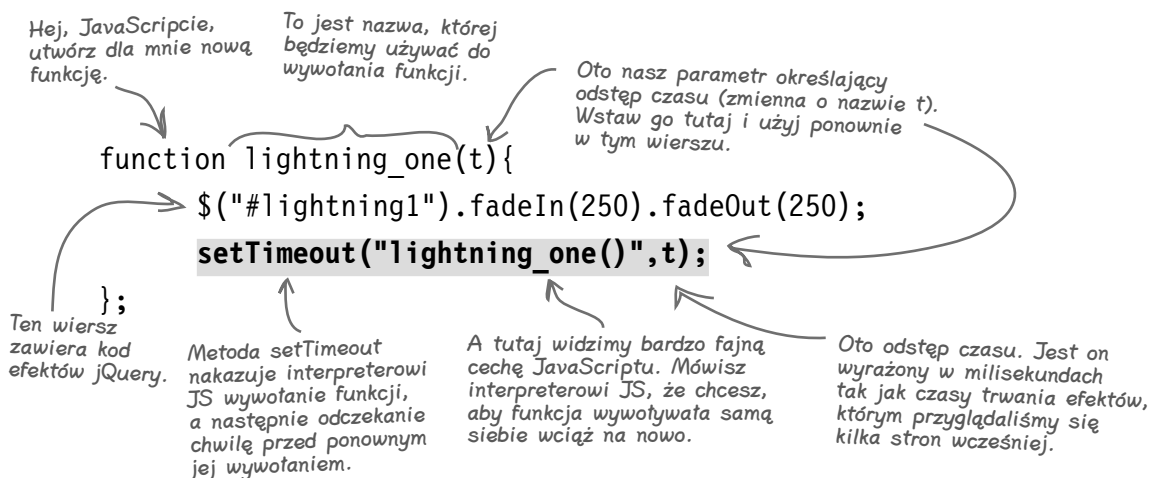 Hej, JavaScripcie,
utwórz dla mnie nową
funkcję.
To jest nazwa, której
będziemy używać do
wywołania funkcji.
Oto nasz parametr określający
odstęp czasu (zmienna o nazwie t).
Wstaw go tutaj i użyj ponownie
w tym wierszu.
function lightning_one(t){
$("#lightning1").fadeIn(250).fadeOut(250);
setTimeout("lightning_one()",t);
};
Ten wiersz
zawiera kod
efektów jQuery.
Metoda setTimeout
nakazuje interpreterowi
JS wywołanie funkcji,
a następnie odczekanie
chwilę przed ponownym
jej wywołaniem.
A tutaj widzimy bardzo fajną
cechę JavaScriptu. Mówisz
interpreterowi JS, że chcesz,
aby funkcja wywoływała samą
siebie wciąż na nowo.
Oto odstęp czasu. Jest on
wyrażony w milisekundach
tak jak czasy trwania efektów,
którym przyglądaliśmy się
kilka stron wcześniej.